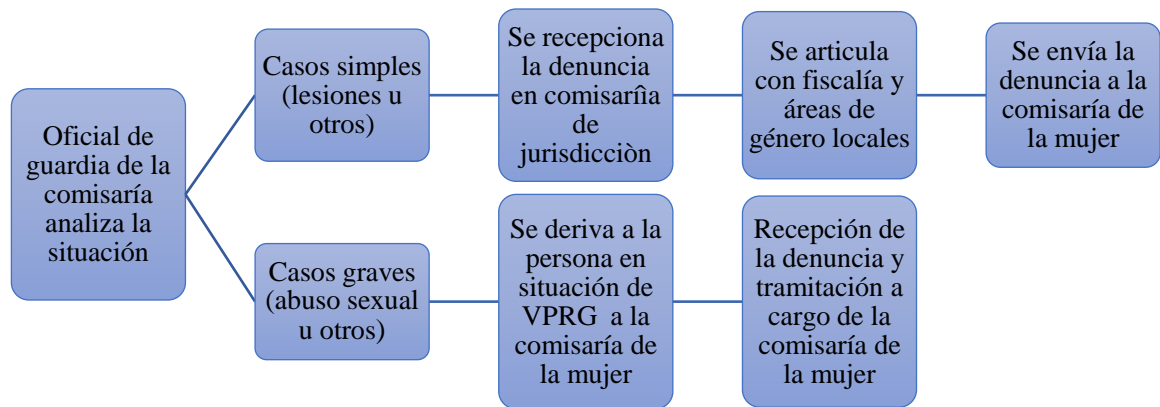 Oficial de
guardia de la
comisaría
analiza la
situación
Casos simples
(lesiones u
otros)
Se recepciona
la denuncia
en comisarîia
de
jurisdicciòn
Se articula
con fiscalía y
áreas de
género locales
Se envía la
denuncia a la
comisaría de
la mujer
Casos graves
(abuso sexual
u otros)
Se deriva a la
persona en
situación de
VPRG a la
comisaría de
la mujer
Recepción de
la denuncia y
tramitación a
cargo de la
comisaría de
la mujer